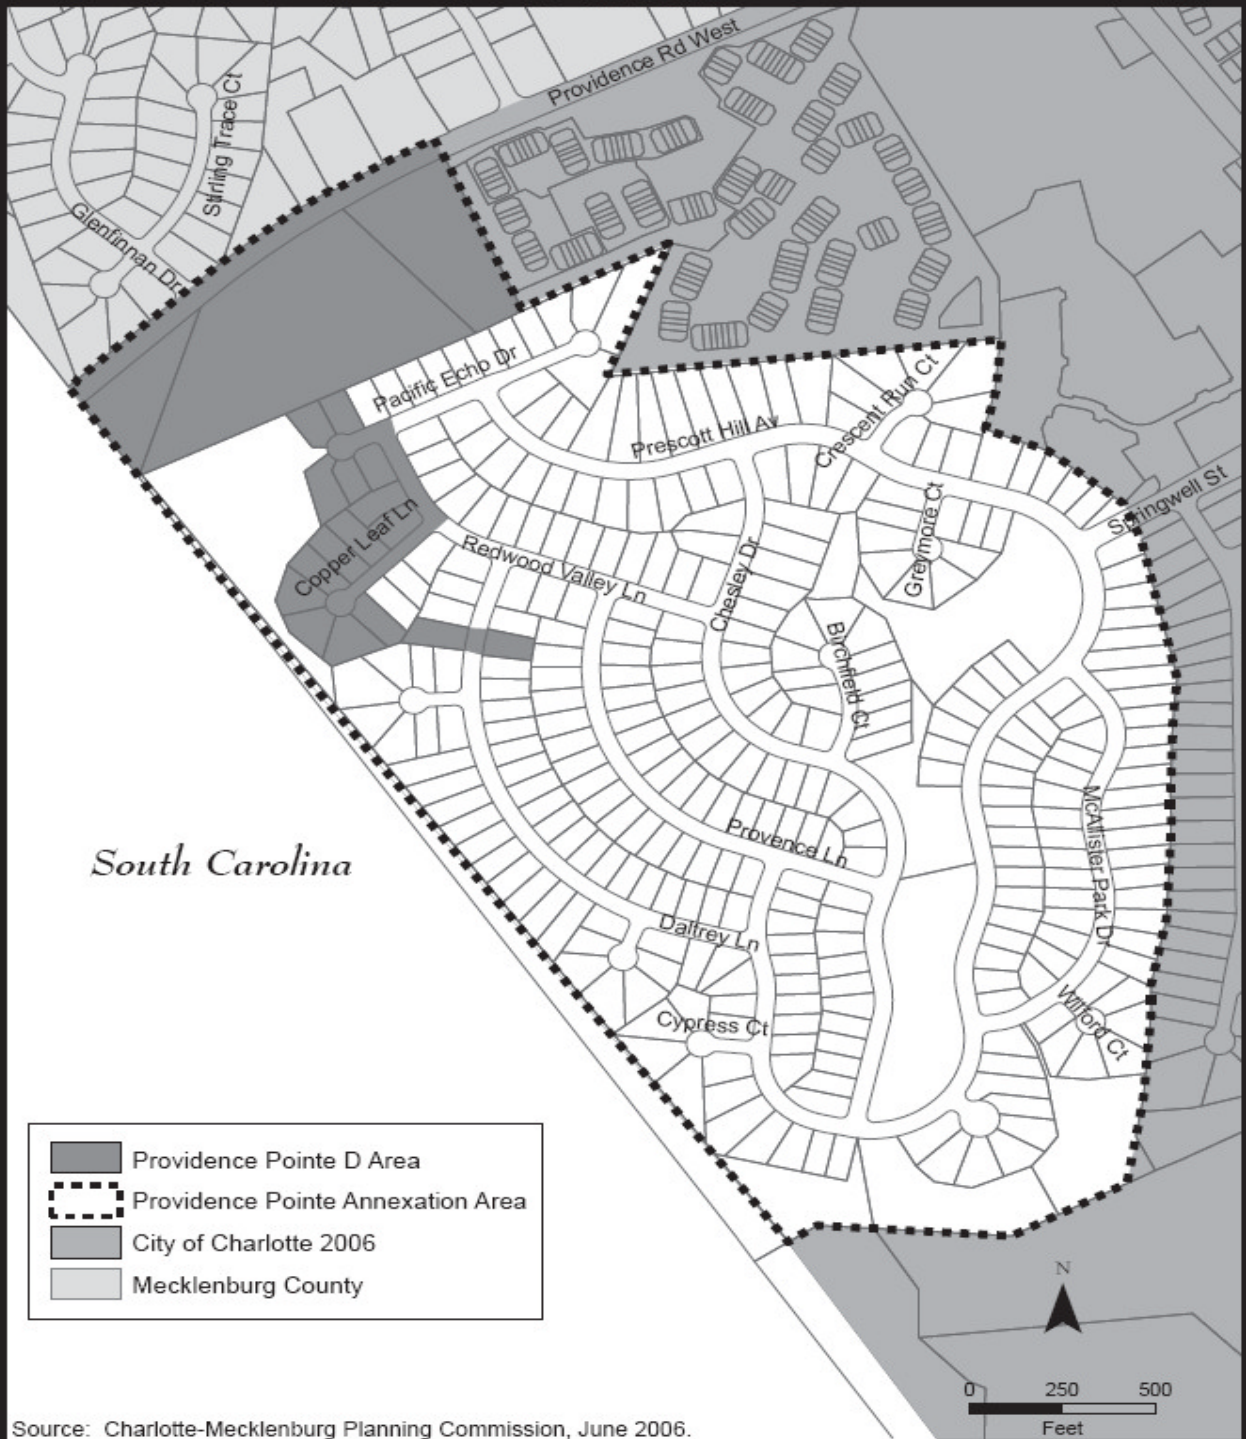 Providence Rd West
Stirling Trace Ct
Glenfinnan Dr
Pacific Echo Dr
Crescent Run Ct
Prescott Hill Av
Springwell St
Greymore Ct
Copper Leaf Ln
Redwood Valley Ln
Chesley Dr
Birchfield Ct
McAllister Park Dr
Provence Ln
South Carolina
Daltrey Ln
Wilford Ct
Cypress Ct
Providence Pointe D Area
Providence Pointe Annexation Area
City of Charlotte 2006
Mecklenburg County
N
0 250 500
Feet
Source: Charlotte-Mecklenburg Planning Commission, June 2006.